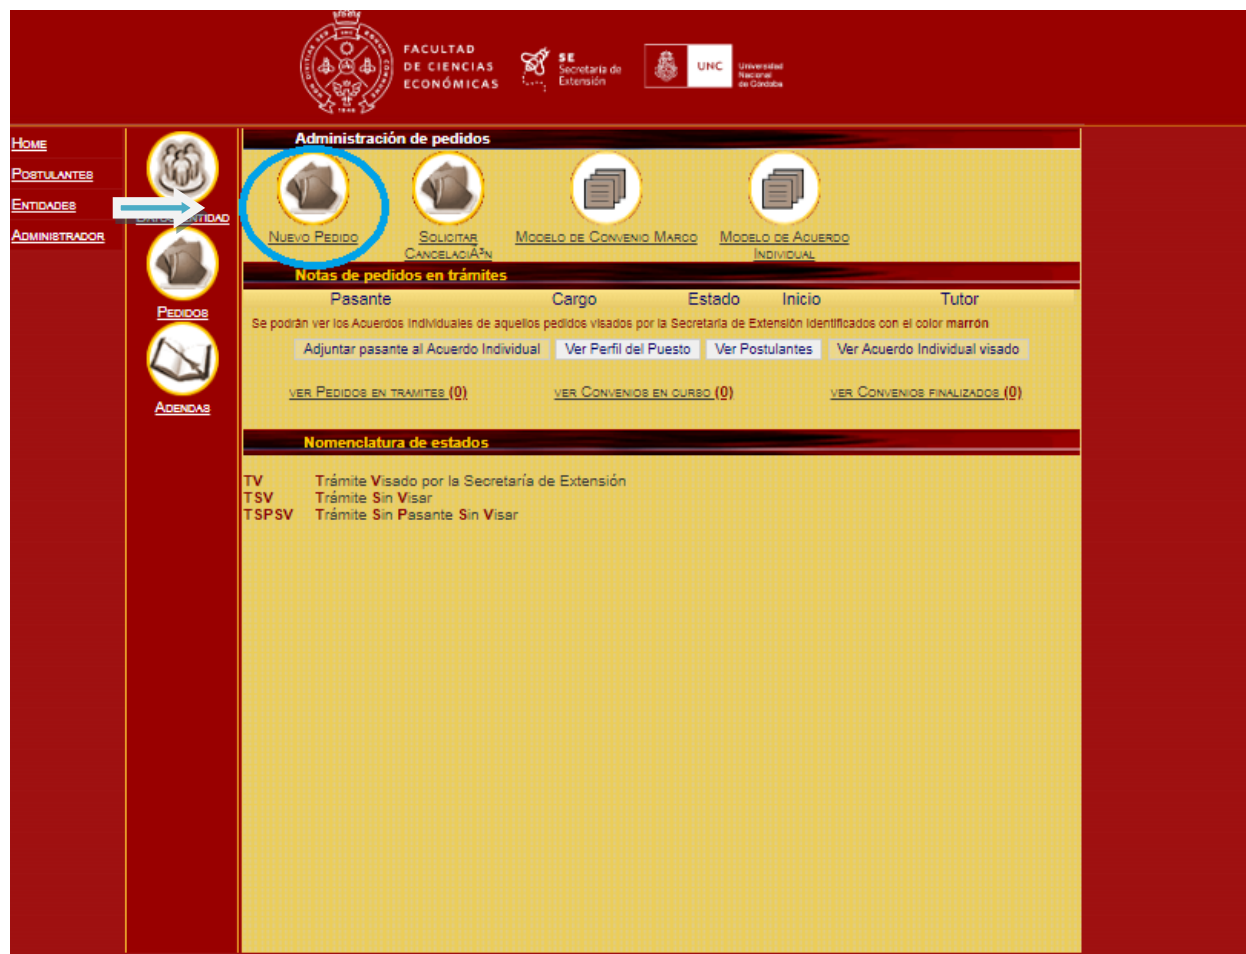 FACULTAD
DE CIENCIAS
ECONÓMICAS
SE
Secretaría de
Extensión
UNC
Universidad
Nacional
de Córdoba
Home
Postulantes
Entidades
Administrador
Entidad
Pedidos
Adendas
Administración de pedidos
Nuevo Pedido
Solicitar
CancelaciÃ³n
Modelo de Convenio Marco
Modelo de Acuerdo
Individual
Notas de pedidos en trámites
Pasante Cargo Estado Inicio Tutor
Se podrán ver los Acuerdos Individuales de aquellos pedidos visados por la Secretaría de Extensión identificados con el color marrón
Adjuntar pasante al Acuerdo Individual Ver Perfil del Puesto Ver Postulantes Ver Acuerdo Individual visado
ver Pedidos en tramites (0) ver Convenios en curso (0) ver Convenios finalizados (0)
Nomenclatura de estados
TV Trámite Visado por la Secretaría de Extensión
TSV Trámite Sin Visar
TSPSV Trámite Sin Pasante Sin Visar